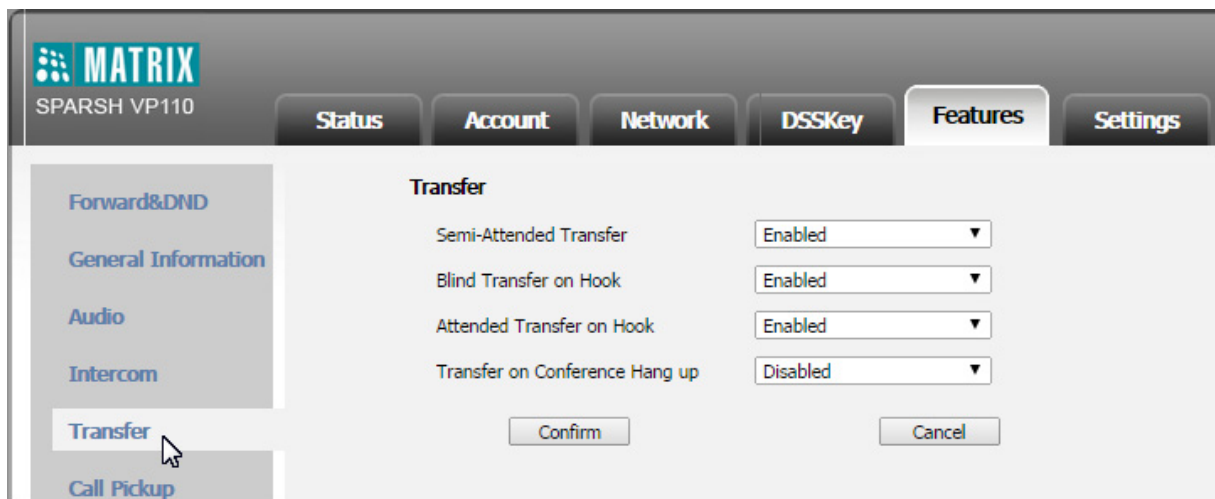 MATRIX
SPARSH VP110
Status Account Network DSSKey Features Settings
Forward&DND
General Information
Audio
Intercom
Transfer
Call Pickup
Transfer
Semi-Attended Transfer Enabled
Blind Transfer on Hook Enabled
Attended Transfer on Hook Enabled
Transfer on Conference Hang up Disabled
Confirm Cancel